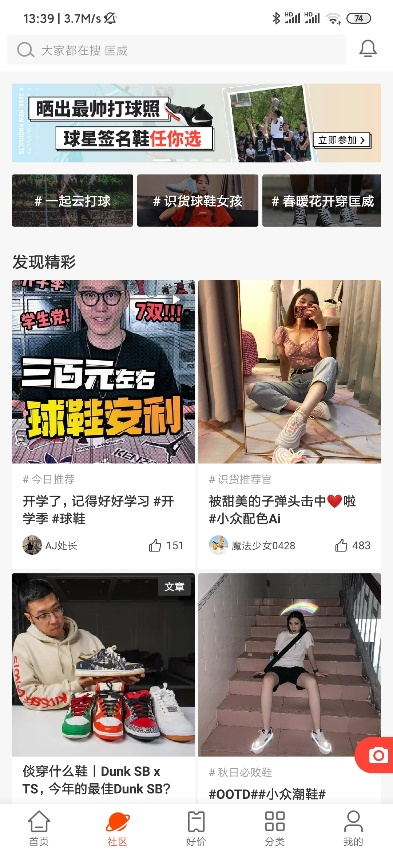 13:39 | 3.7M/s
HD
HD
74
大家都在搜 匡威
晒出最帅打球照
球星签名鞋任你选
立即参加 >
# 一起云打球
# 识货球鞋女孩
# 春暖花开穿匡威
发现精彩
开学季
学生党!
7双!!!
三百元左右
球鞋安利
# 今日推荐
# 识货推荐官
开学了，记得好好学习 #开
学季 #球鞋
被甜美的子弹头击中❤️啦
#小众配色Ai
AJ处长
151
魔法少女0428
483
文章
倓穿什么鞋丨Dunk SB x
TS，今年的最佳Dunk SB?
# 秋日必败鞋
#OOTD##小众潮鞋#
首页
社区
好价
分类
我的